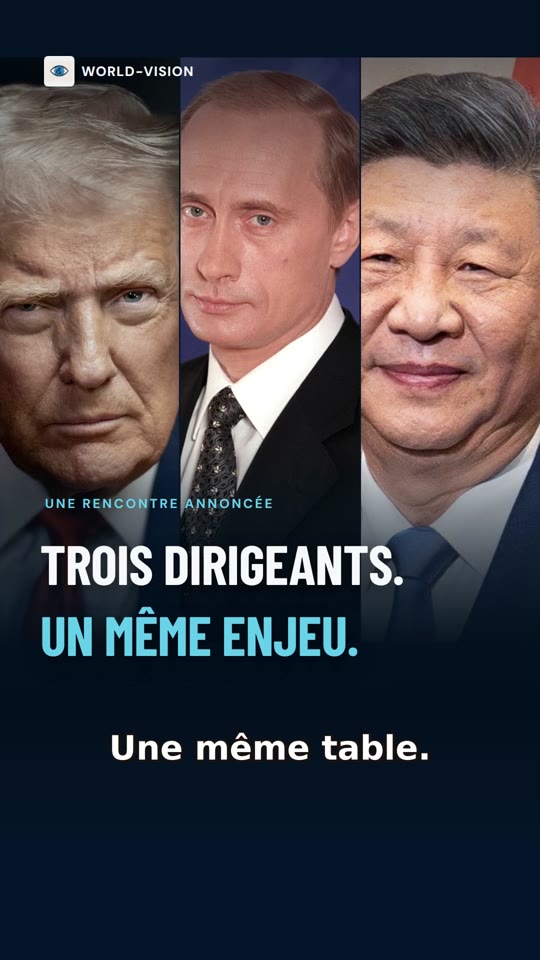 WORLD-VISION
UNE RENCONTRE ANNONCÉE
TROIS DIRIGEANTS.
UN MÊME ENJEU.
Une même table.